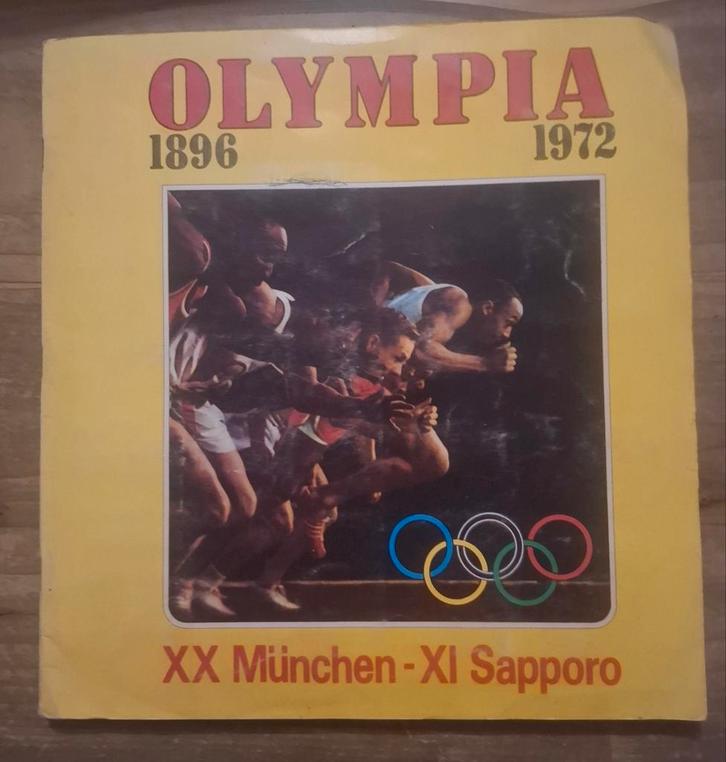 OLYMPIA
1896 1972
XX München - XI Sapporo